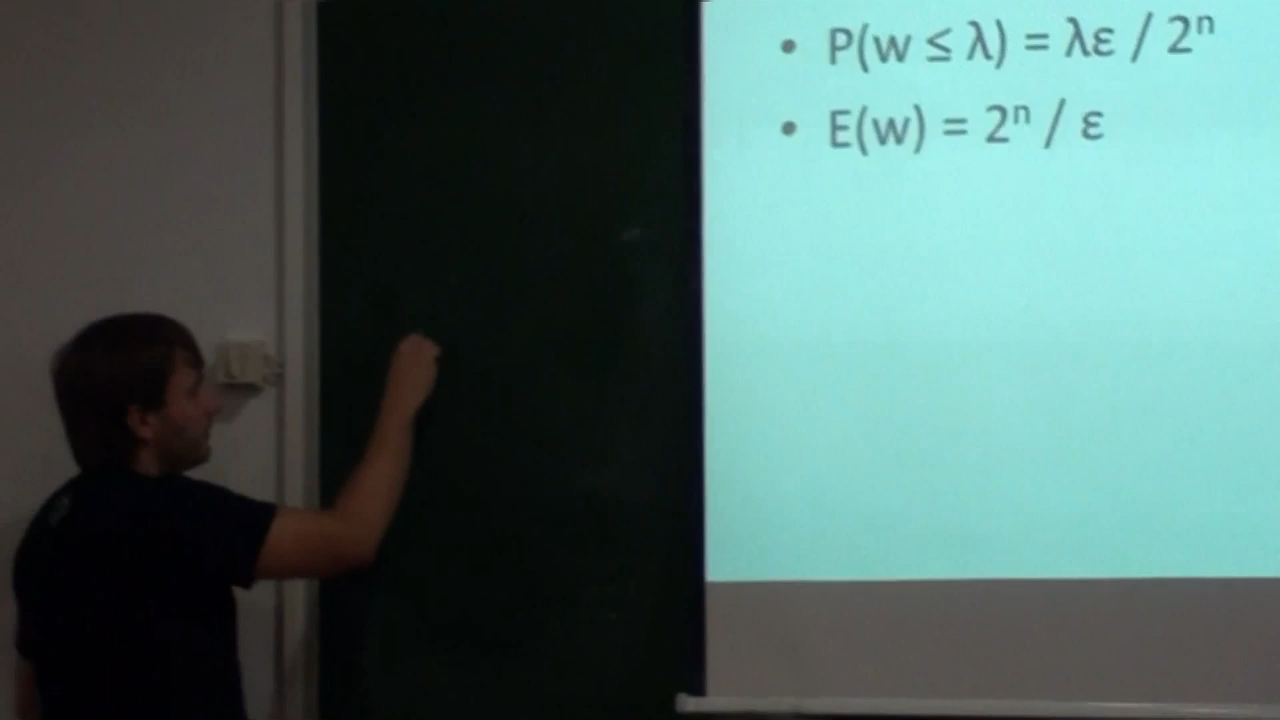 • P(w ≤ λ) = λε / 2ⁿ
• E(w) = 2ⁿ / ε